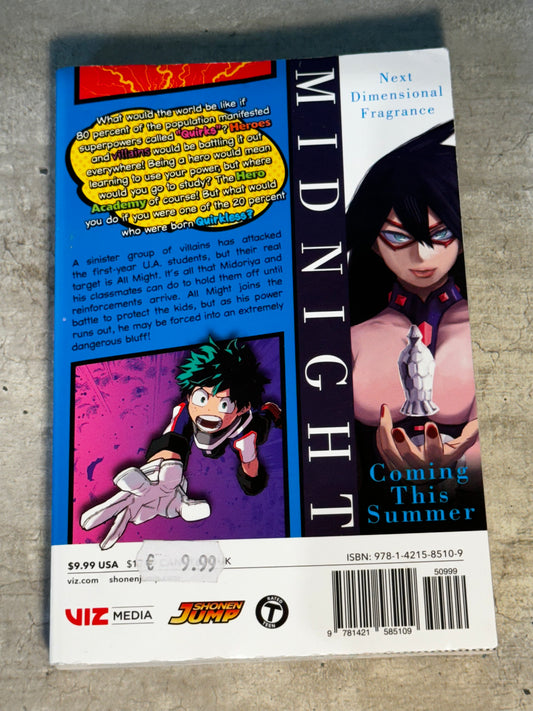 What would the world be like if
80 percent of the population manifested
superpowers called "Quirks"? Heroes
and villains would be battling it out
everywhere! Being a hero would mean
learning to use your power, but where
would you go to study? The Hero
Academy of course! But what would
you do if you were one of the 20 percent
who were born Quirkless?
A sinister group of villains has attacked
the first-year U.A. students, but their real
target is All Might. It's all that Midoriya and
his classmates can do to hold them off until
reinforcements arrive. All Might joins the
battle to protect the kids, but as his power
runs out, he may be forced into an extremely
dangerous bluff!
MIDNIGHT
Next
Dimensional
Fragrance
Coming
This
Summer
$9.99 USA $1
€ 9.99
CAN
K
viz.com shonenj
ISBN: 978-1-4215-8510-9
50999
9 781421 585109
VIZ MEDIA
SHONEN
JUMP
RATED
T
TEEN